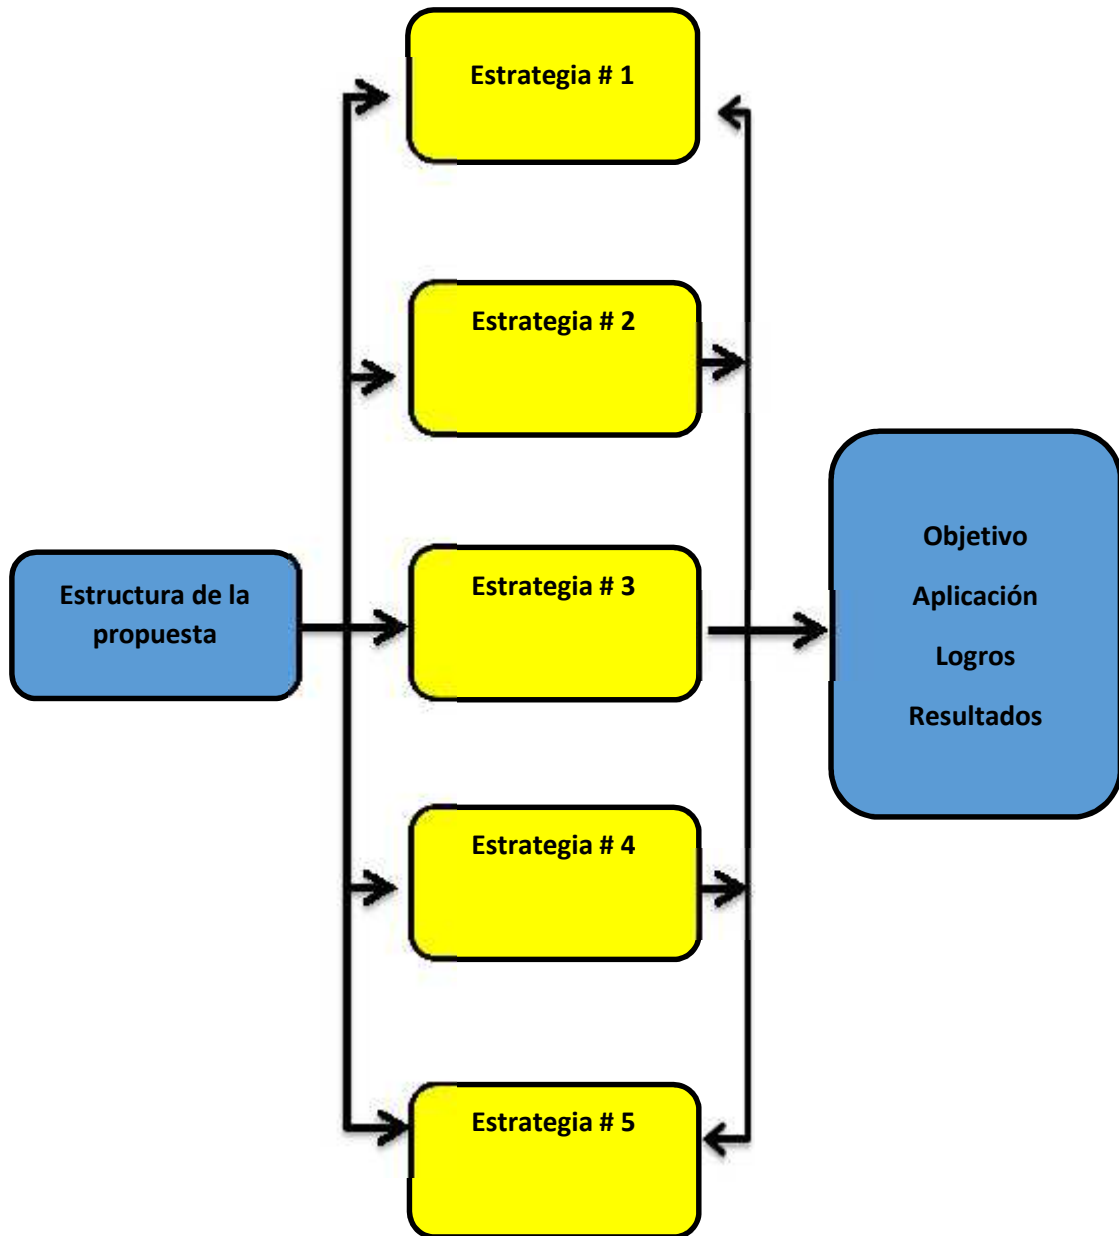 Estrategia # 1
Estrategia # 2
Estructura de la
propuesta
Estrategia # 3
Objetivo
Aplicación
Logros
Resultados
Estrategia # 4
Estrategia # 5